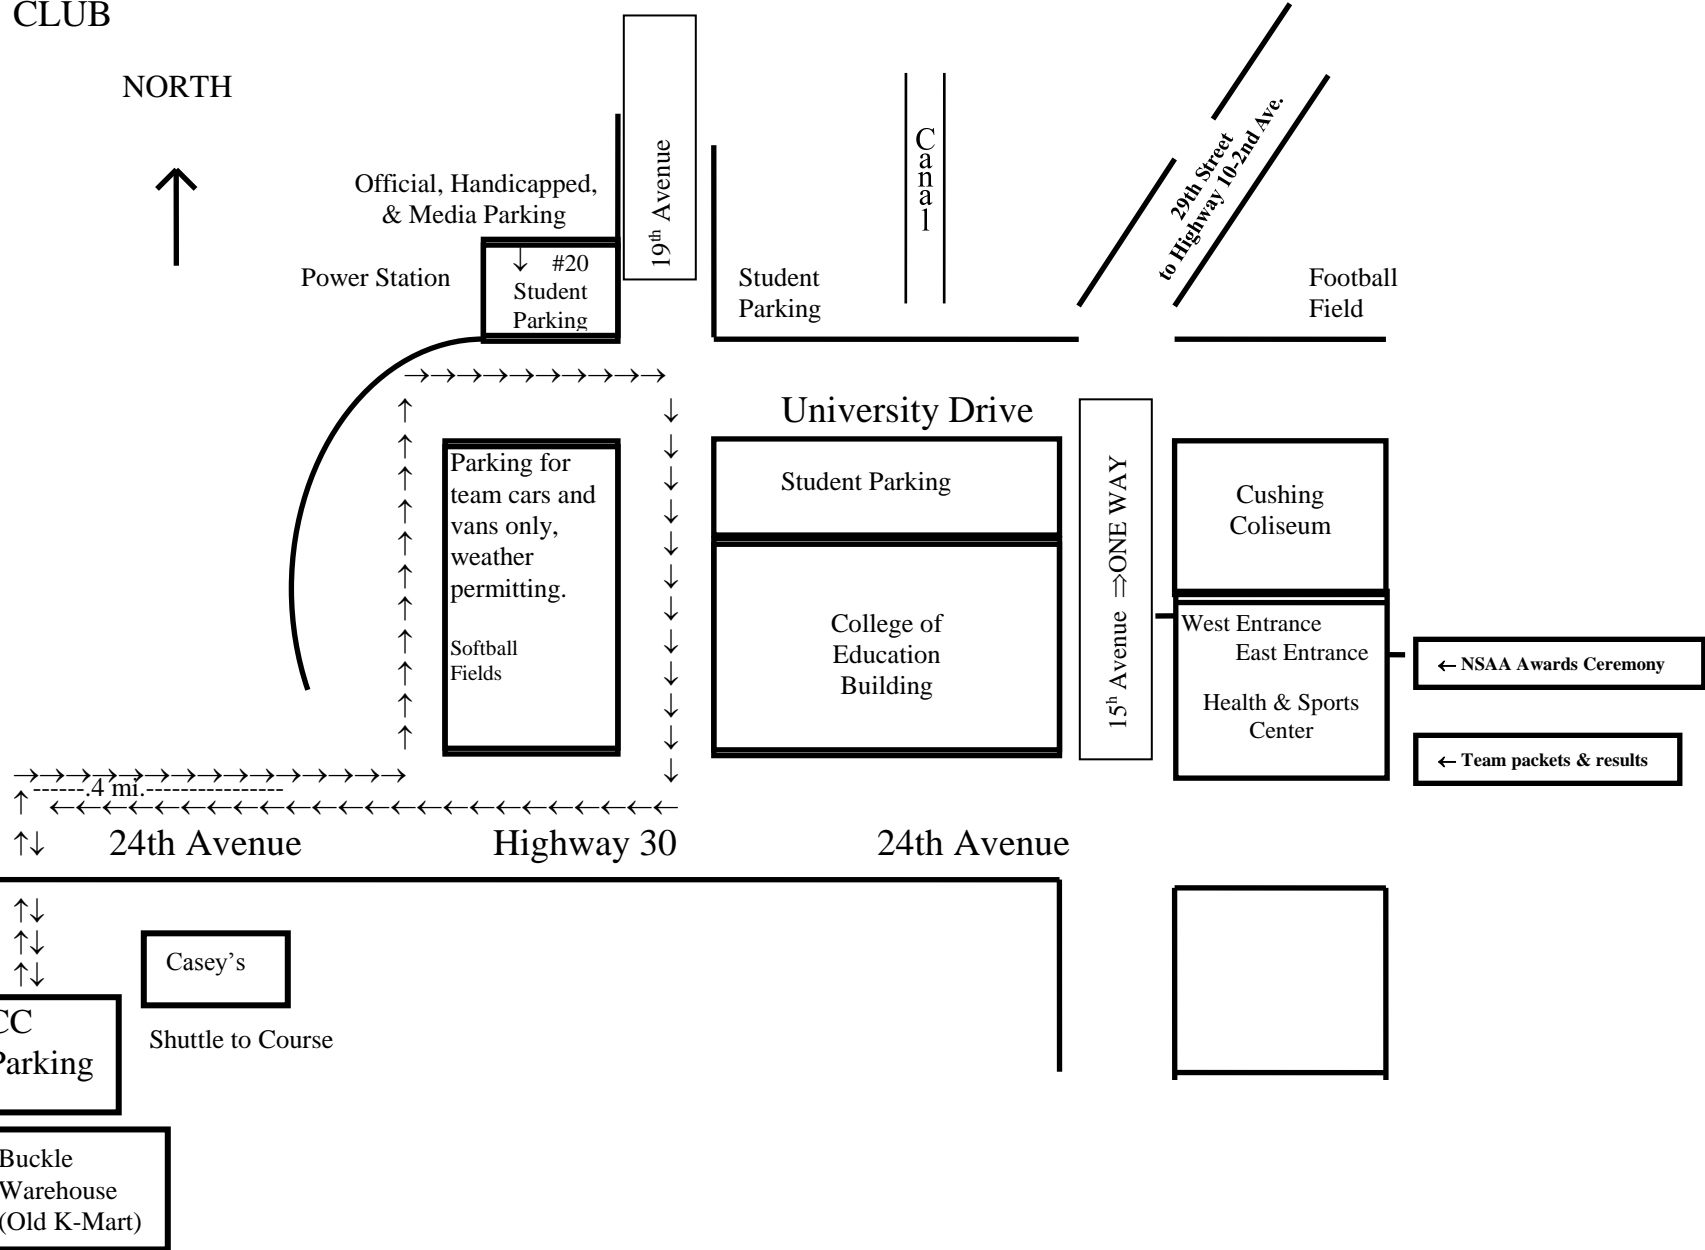 CLUB
NORTH
Official, Handicapped,
& Media Parking
19th Avenue
Canal
29th Street
to Highway 10-2nd Ave.
Power Station
↓ #20
Student
Parking
Student
Parking
Football
Field
→→→→→→→→→→
University Drive
Parking for
team cars and
vans only,
weather
permitting.
Softball
Fields
Student Parking
15h Avenue ⇒ONE WAY
Cushing
Coliseum
College of
Education
Building
West Entrance
East Entrance
Health & Sports
Center
← NSAA Awards Ceremony
← Team packets & results
→→→→→→→→→→→→→→→
------.4 mi.----------------
←←←←←←←←←←←←←←←←←←←←
24th Avenue
Highway 30
24th Avenue
↑↓
↑↓
↑↓
↑↓
Casey's
CC
Parking
Shuttle to Course
Buckle
Warehouse
(Old K-Mart)